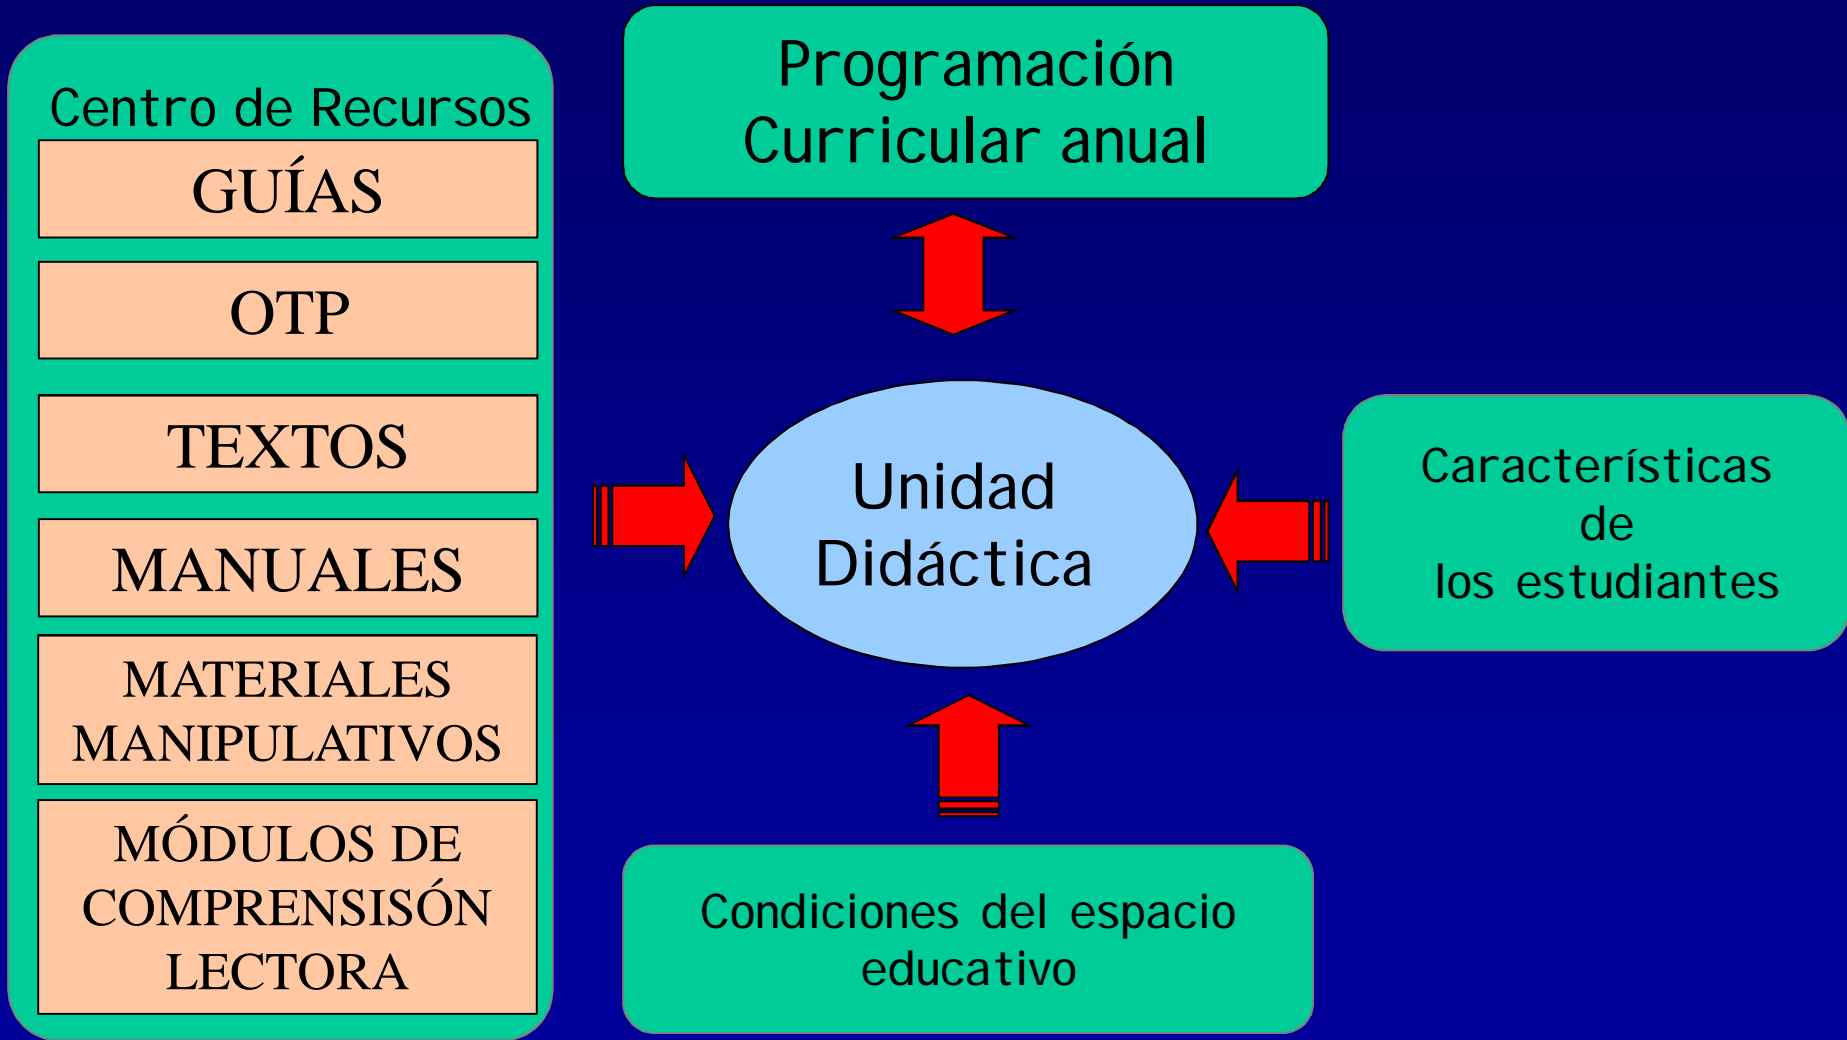 Centro de Recursos
GUÍAS
OTP
TEXTOS
MANUALES
MATERIALES
MANIPULATIVOS
MÓDULOS DE
COMPRENSISÓN
LECTORA
Programación
Curricular anual
Unidad
Didáctica
Características
de
los estudiantes
Condiciones del espacio
educativo